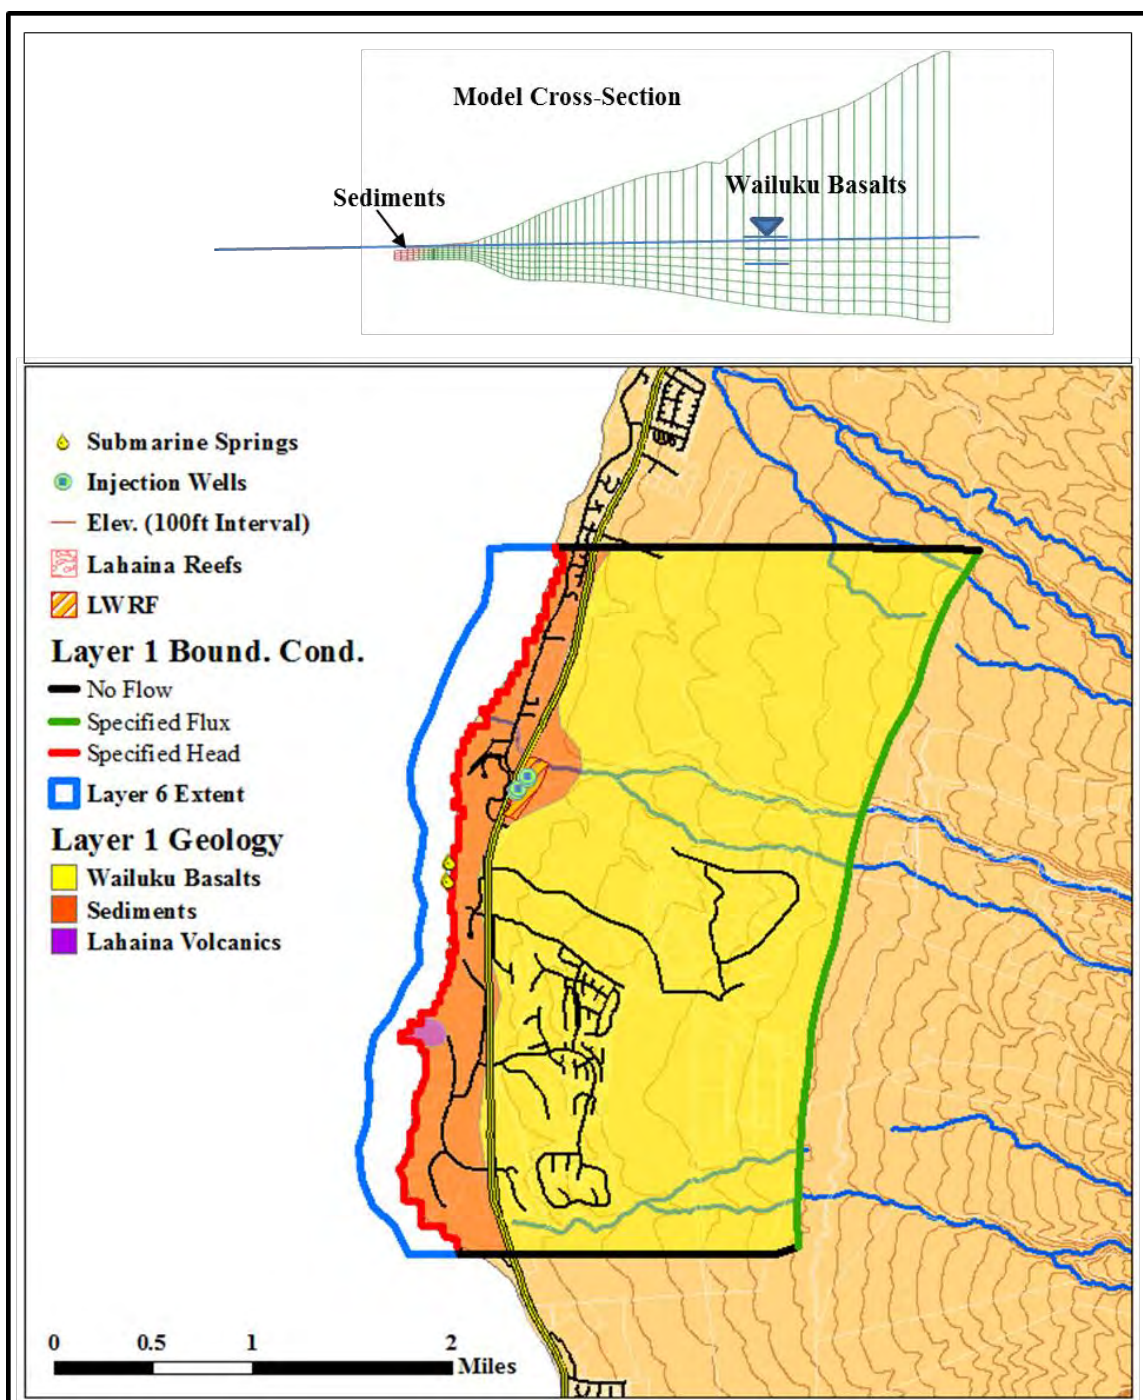 Model Cross-Section
Wailuku Basalts
Sediments
Submarine Springs
Injection Wells
Elev. (100ft Interval)
Lahaina Reefs
LWRF
Layer 1 Bound. Cond.
No Flow
Specified Flux
Specified Head
Layer 6 Extent
Layer 1 Geology
Wailuku Basalts
Sediments
Lahaina Volcanics
0 0.5 1 2
Miles